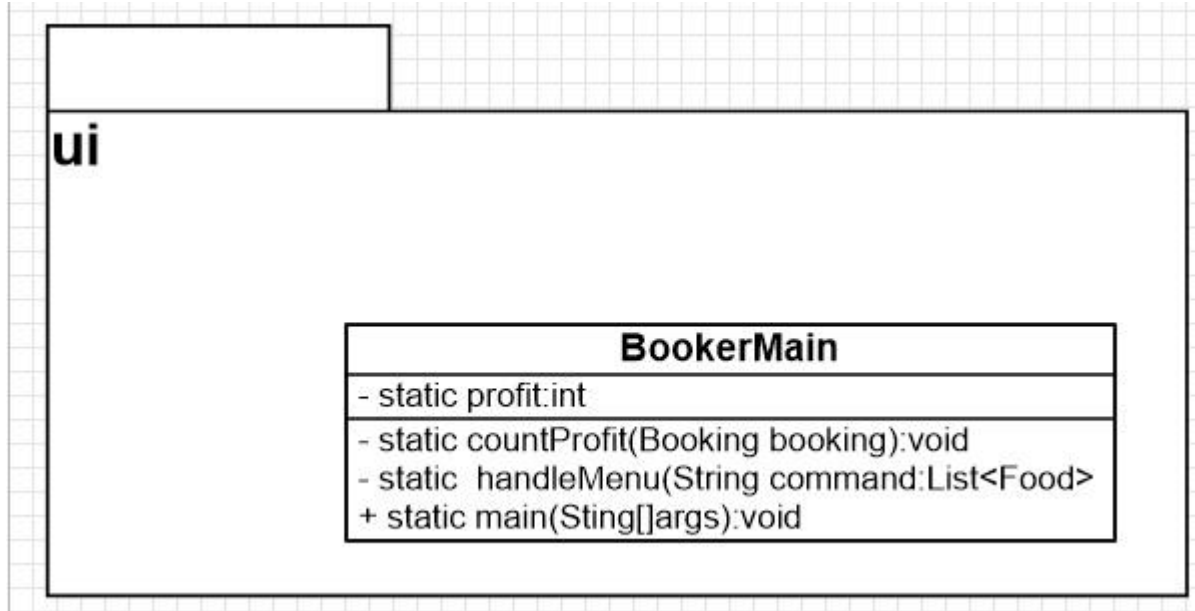 ui
BookerMain
- static profit:int
- static countProfit(Booking booking):void
- static  handleMenu(String command:List<Food>
+ static main(Sting[]args):void